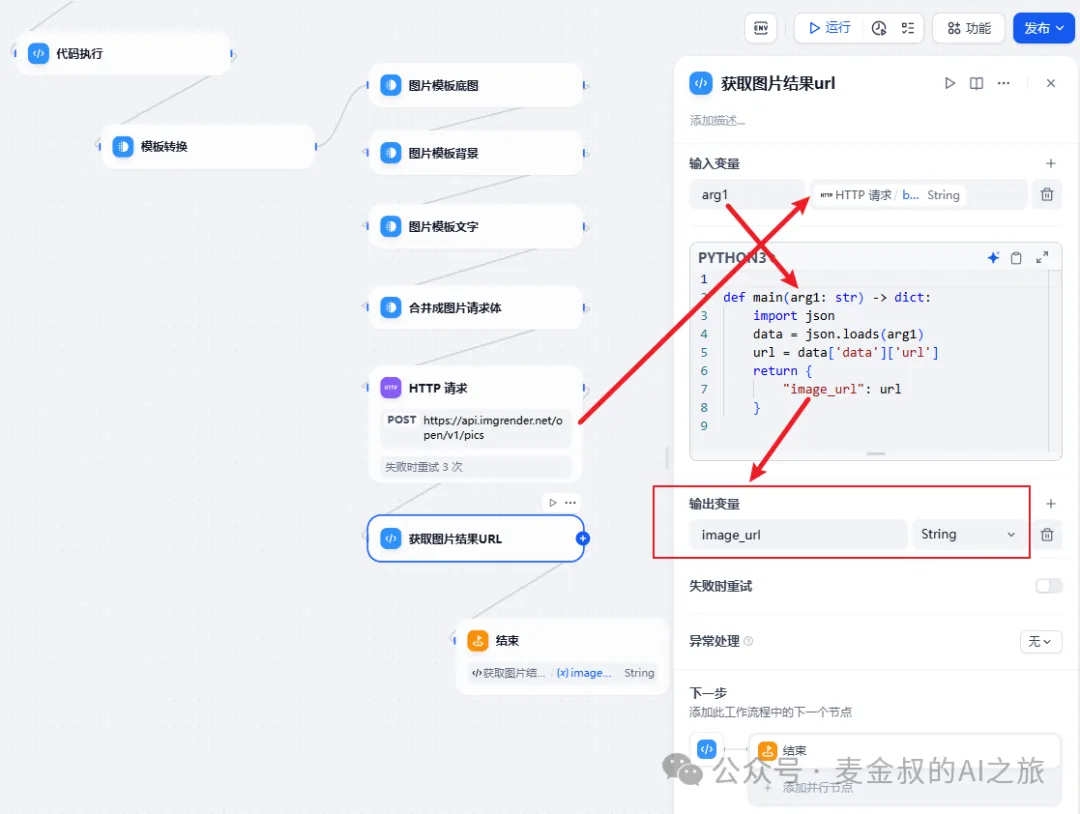 ENV
运行
功能
发布
代码执行
模板转换
图片模板底图
图片模板背景
图片模板文字
合并成图片请求体
HTTP
HTTP 请求
POST https://api.imgrender.net/o
pen/v1/pics
失败时重试 3 次
获取图片结果URL
结束
获取图片结... / (x) image... String
获取图片结果url
添加描述...
输入变量
arg1
HTTP HTTP 请求 / b... String
PYTHON3
1
2 def main(arg1: str) -> dict:
3 import json
4 data = json.loads(arg1)
5 url = data['data']['url']
6 return {
7 "image_url": url
8 }
9
输出变量
image_url String
失败时重试
异常处理
无
下一步
添加此工作流程中的下一个节点
结束
+ 添加并行节点
公众号 · 麦金叔的AI之旅